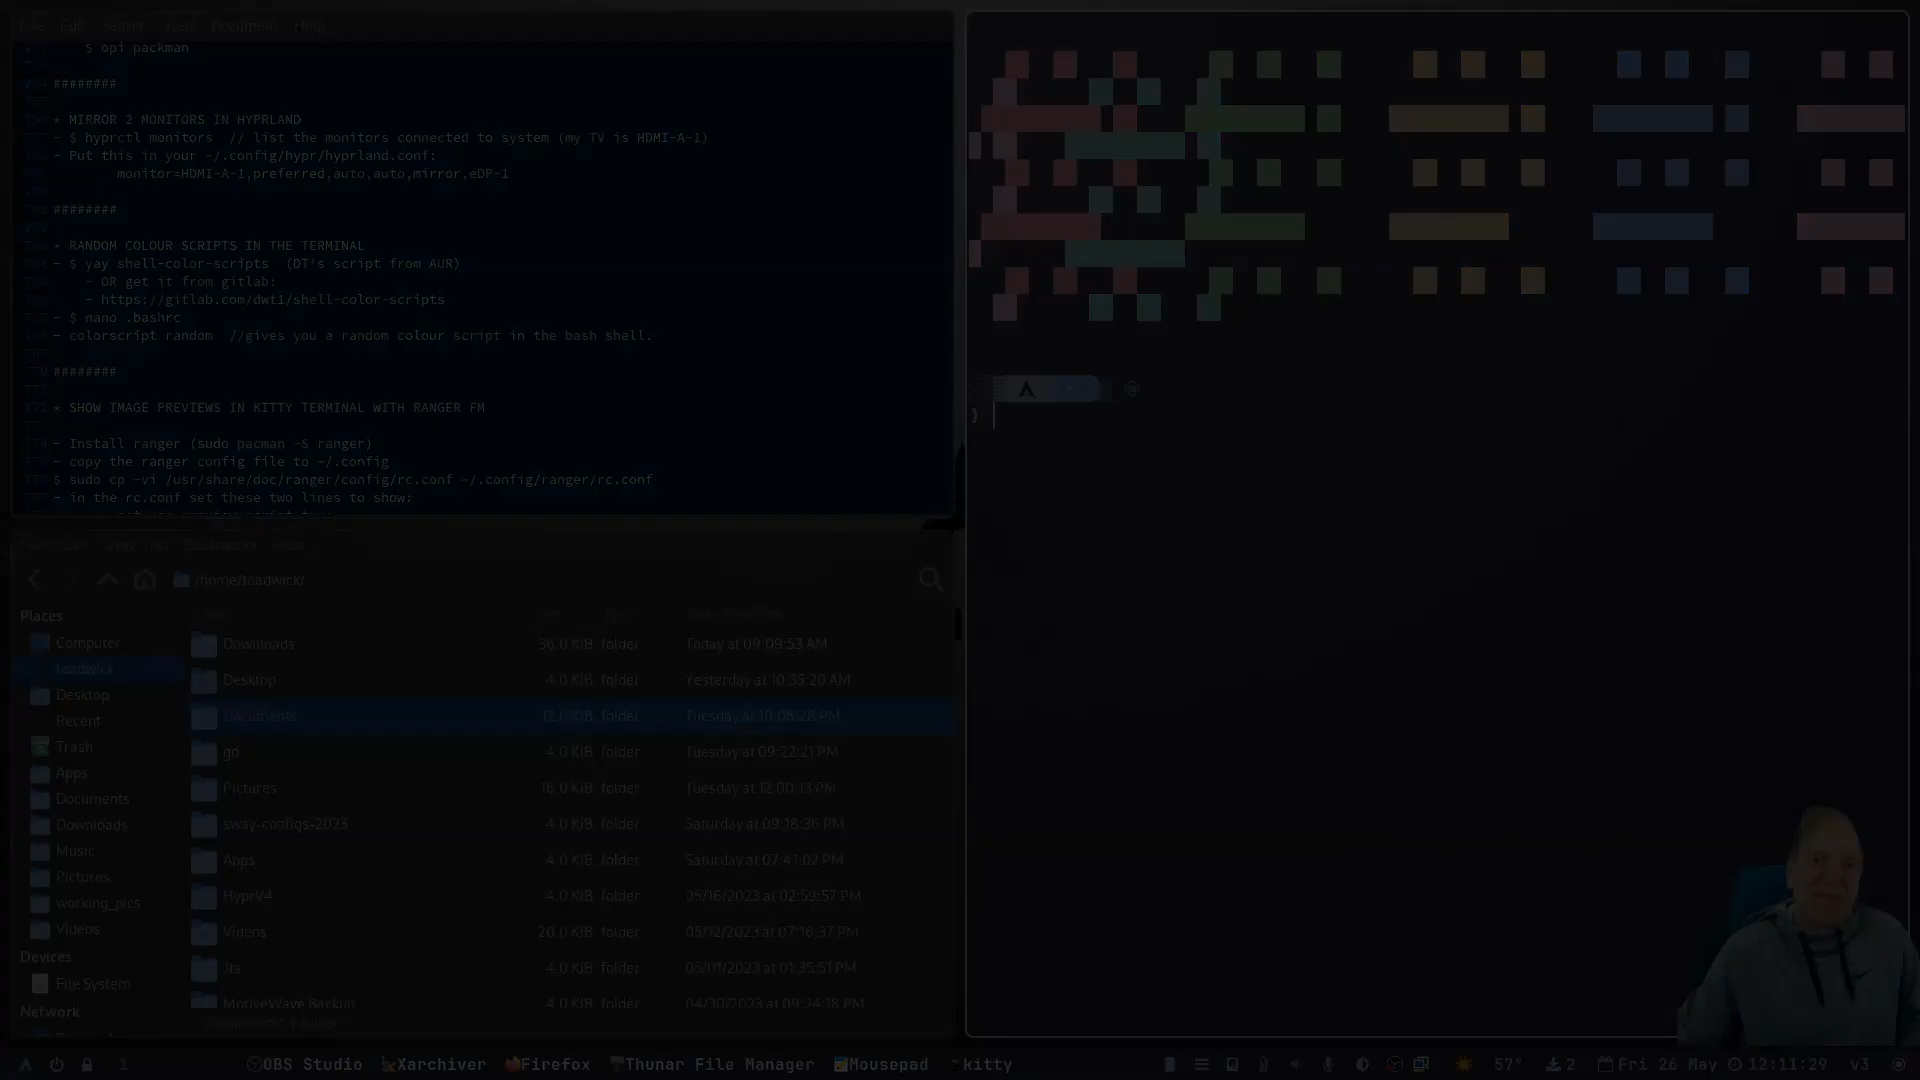 File Edit Search View Document Help
$ opi packman
########
* MIRROR 2 MONITORS IN HYPRLAND
- $ hyprctl monitors  // list the monitors connected to system (my TV is HDMI-A-1)
- Put this in your ~/.config/hypr/hyprland.conf:
monitor=HDMI-A-1,preferred,auto,auto,mirror,eDP-1
########
* RANDOM COLOUR SCRIPTS IN THE TERMINAL
- $ yay shell-color-scripts  (DT's script from AUR)
- OR get it from gitlab:
- https://gitlab.com/dwt1/shell-color-scripts
- $ nano .bashrc
- colorscript random  //gives you a random colour script in the bash shell.
########
* SHOW IMAGE PREVIEWS IN KITTY TERMINAL WITH RANGER FM
- Install ranger (sudo pacman -S ranger)
- copy the ranger config file to ~/.config
$ sudo cp -vi /usr/share/doc/ranger/config/rc.conf ~/.config/ranger/rc.conf
- in the rc.conf set these two lines to show:
File Edit View Go Bookmarks Help
/home/toadwick/
Places
Computer
toadwick
Desktop
Recent
Trash
Apps
Documents
Downloads
Music
Pictures
working_pics
Videos
Devices
File System
Network
Downloads 36.0 KiB folder Today at 09:09:53 AM
Desktop 4.0 KiB folder Yesterday at 10:35:20 AM
Documents 12.0 KiB folder Tuesday at 10:08:28 PM
go 4.0 KiB folder Tuesday at 09:22:21 PM
Pictures 16.0 KiB folder Tuesday at 12:00:13 PM
sway-configs-2023 4.0 KiB folder Saturday at 09:18:36 PM
Apps 4.0 KiB folder Saturday at 07:41:02 PM
HyprV4 4.0 KiB folder 05/16/2023 at 02:59:57 PM
Videos 20.0 KiB folder 05/12/2023 at 07:16:37 PM
Jts 4.0 KiB folder 05/01/2023 at 01:35:51 PM
MotiveWave Backup 4.0 KiB folder 04/30/2023 at 09:24:18 PM
1 OBS Studio Xarchiver Firefox Thunar File Manager Mousepad kitty 57° 2 Fri 26 May 12:11:29 v3